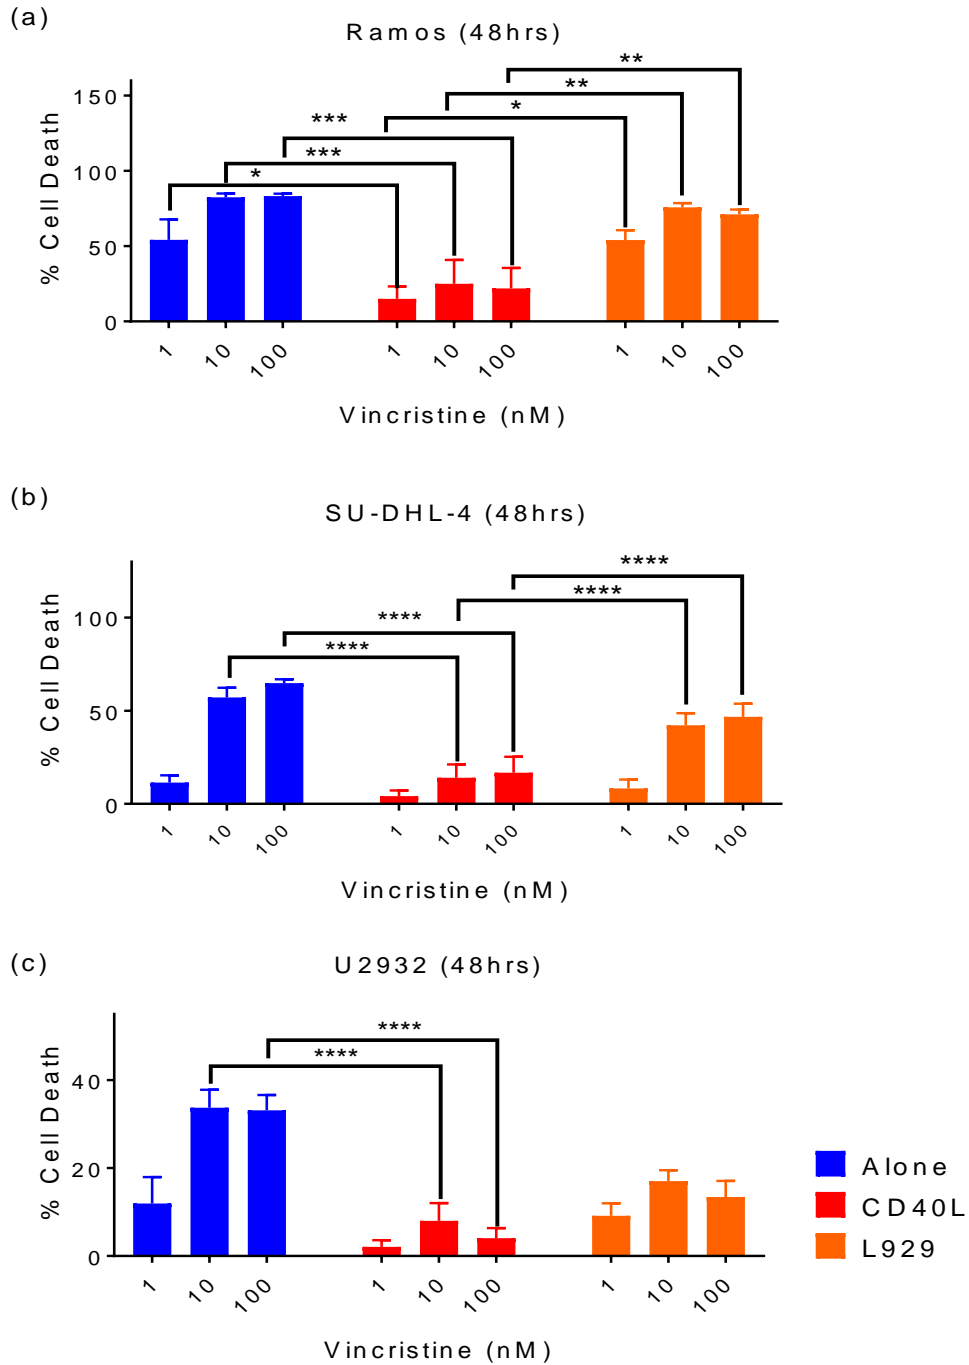 (a)
Ramos (48hrs)
% Cell Death
150
100
50
0
**
**
*
***
***
*
1 10 100 1 10 100 1 10 100
Vincristine (nM)
(b)
SU-DHL-4 (48hrs)
% Cell Death
100
50
0
****
****
****
****
1 10 100 1 10 100 1 10 100
Vincristine (nM)
(c)
U2932 (48hrs)
% Cell Death
40
20
0
****
****
1 10 100 1 10 100 1 10 100
Vincristine (nM)
Alone
CD40L
L929